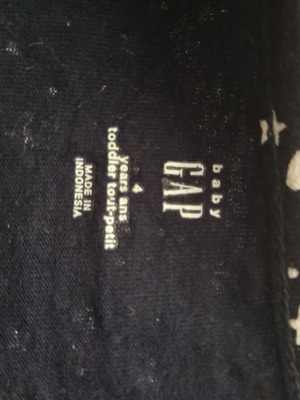 baby
GAP
4
years ans
toddler tout-petit
MADE IN
INDONESIA